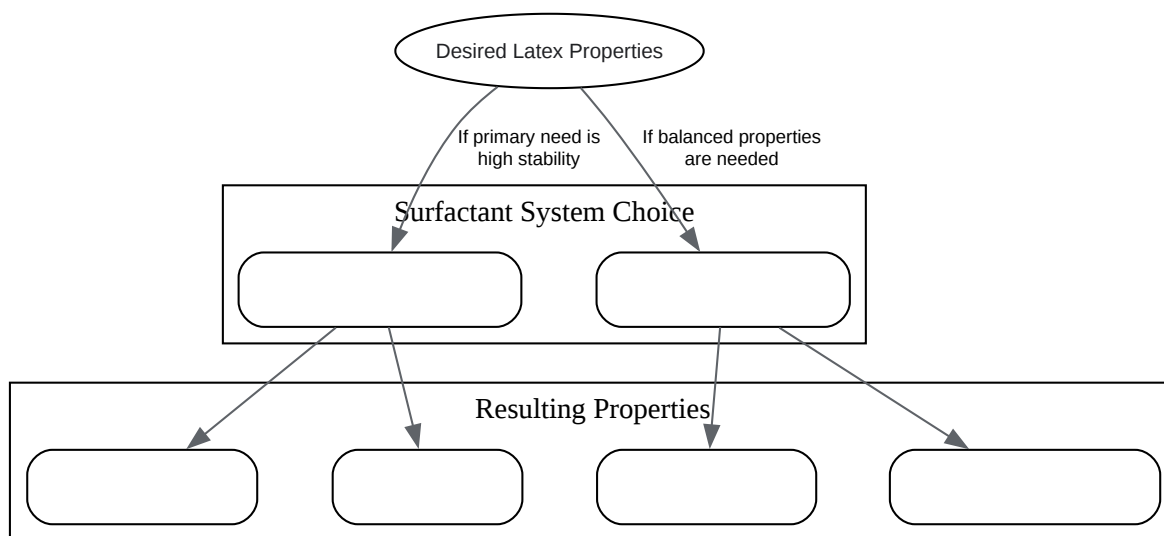 Desired Latex Properties
If primary need is
high stability
If balanced properties
are needed
Surfactant System Choice
Resulting Properties